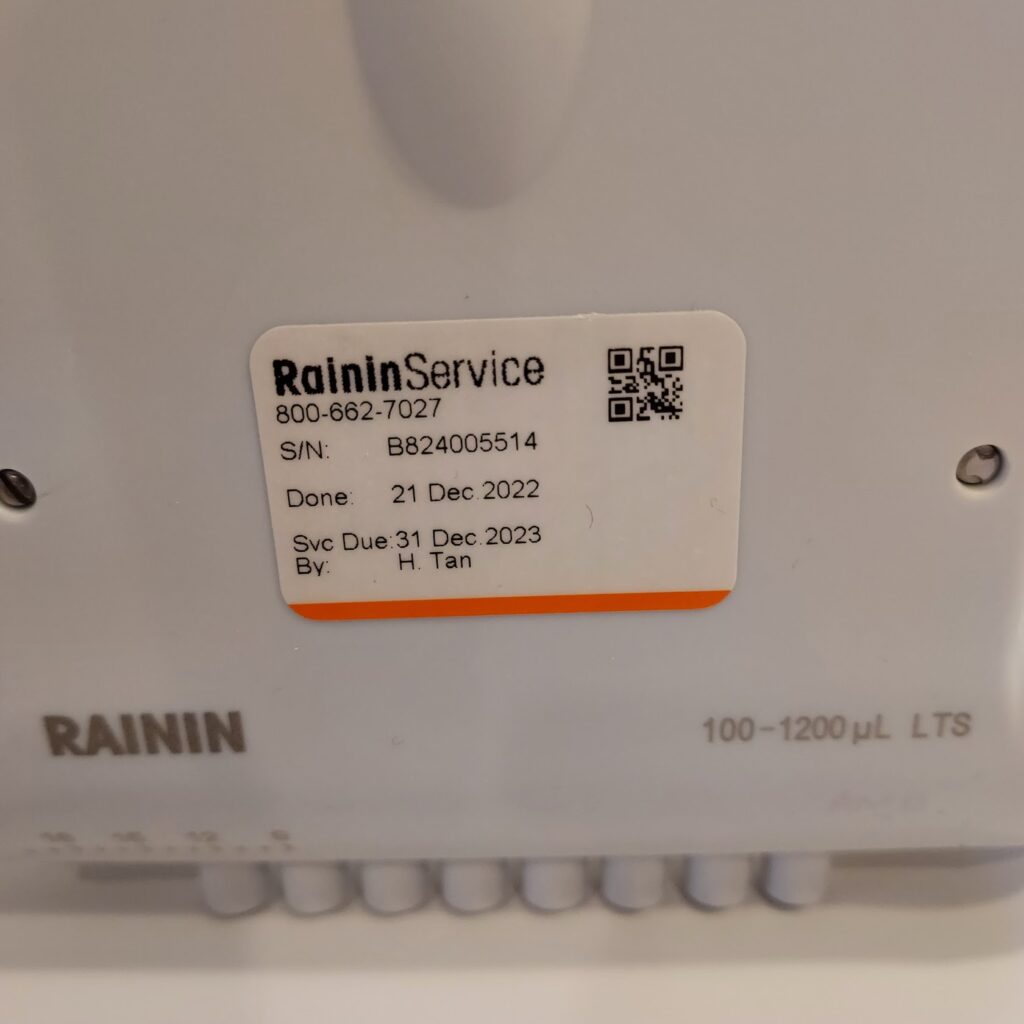 RaininService
800-662-7027
S/N: B824005514
Done: 21 Dec.2022
Svc Due:31 Dec.2023
By: H. Tan
RAININ
100-1200 µL LTS